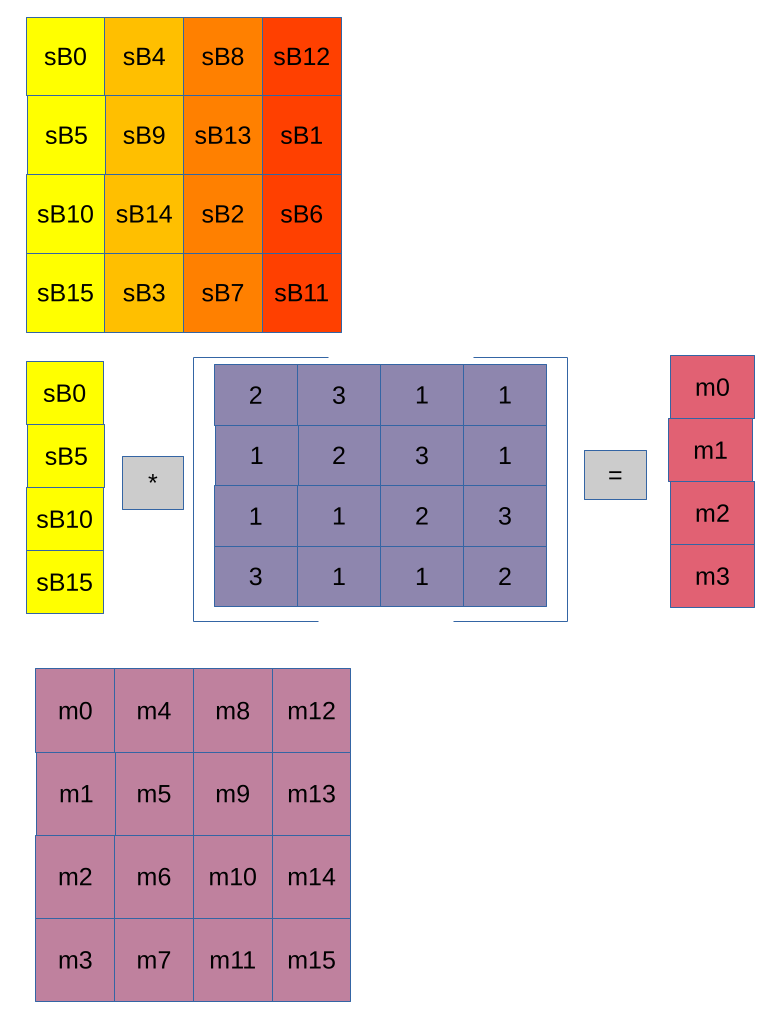 sB0 sB4 sB8 sB12
sB5 sB9 sB13 sB1
sB10 sB14 sB2 sB6
sB15 sB3 sB7 sB11
sB0
sB5
sB10
sB15
*
2 3 1 1
1 2 3 1
1 1 2 3
3 1 1 2
=
m0
m1
m2
m3
m0 m4 m8 m12
m1 m5 m9 m13
m2 m6 m10 m14
m3 m7 m11 m15